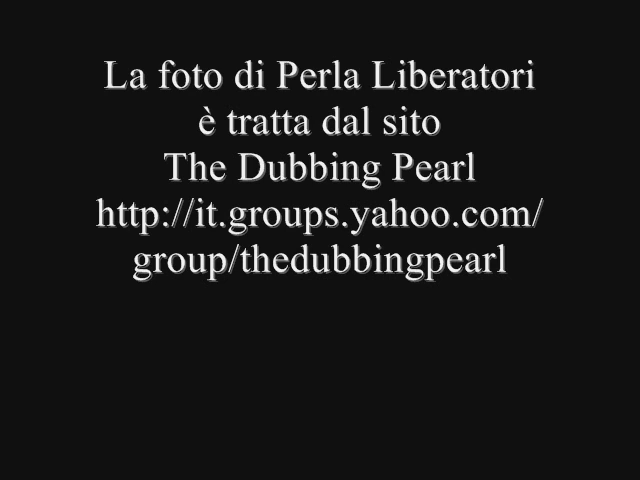 La foto di Perla Liberatori
è tratta dal sito
The Dubbing Pearl
http://it.groups.yahoo.com/
group/thedubbingpearl